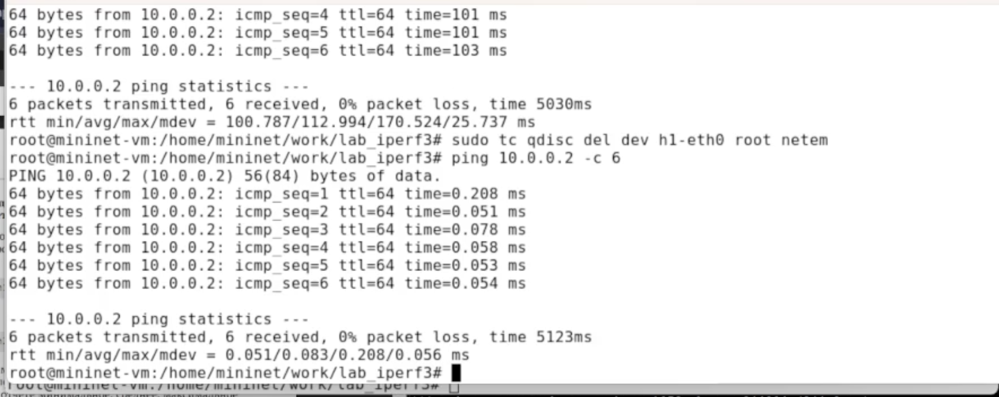 64 bytes from 10.0.0.2: icmp_seq=4 ttl=64 time=101 ms
64 bytes from 10.0.0.2: icmp_seq=5 ttl=64 time=101 ms
64 bytes from 10.0.0.2: icmp_seq=6 ttl=64 time=103 ms
--- 10.0.0.2 ping statistics ---
6 packets transmitted, 6 received, 0% packet loss, time 5030ms
rtt min/avg/max/mdev = 100.787/112.994/170.524/25.737 ms
root@mininet-vm:/home/mininet/work/lab_iperf3# sudo tc qdisc del dev h1-eth0 root netem
root@mininet-vm:/home/mininet/work/lab_iperf3# ping 10.0.0.2 -c 6
PING 10.0.0.2 (10.0.0.2) 56(84) bytes of data.
64 bytes from 10.0.0.2: icmp_seq=1 ttl=64 time=0.208 ms
64 bytes from 10.0.0.2: icmp_seq=2 ttl=64 time=0.051 ms
64 bytes from 10.0.0.2: icmp_seq=3 ttl=64 time=0.078 ms
64 bytes from 10.0.0.2: icmp_seq=4 ttl=64 time=0.058 ms
64 bytes from 10.0.0.2: icmp_seq=5 ttl=64 time=0.053 ms
64 bytes from 10.0.0.2: icmp_seq=6 ttl=64 time=0.054 ms
--- 10.0.0.2 ping statistics ---
6 packets transmitted, 6 received, 0% packet loss, time 5123ms
rtt min/avg/max/mdev = 0.051/0.083/0.208/0.056 ms
root@mininet-vm:/home/mininet/work/lab_iperf3#
root@mininet-vm:/home/mininet/work/lab_iperf3#